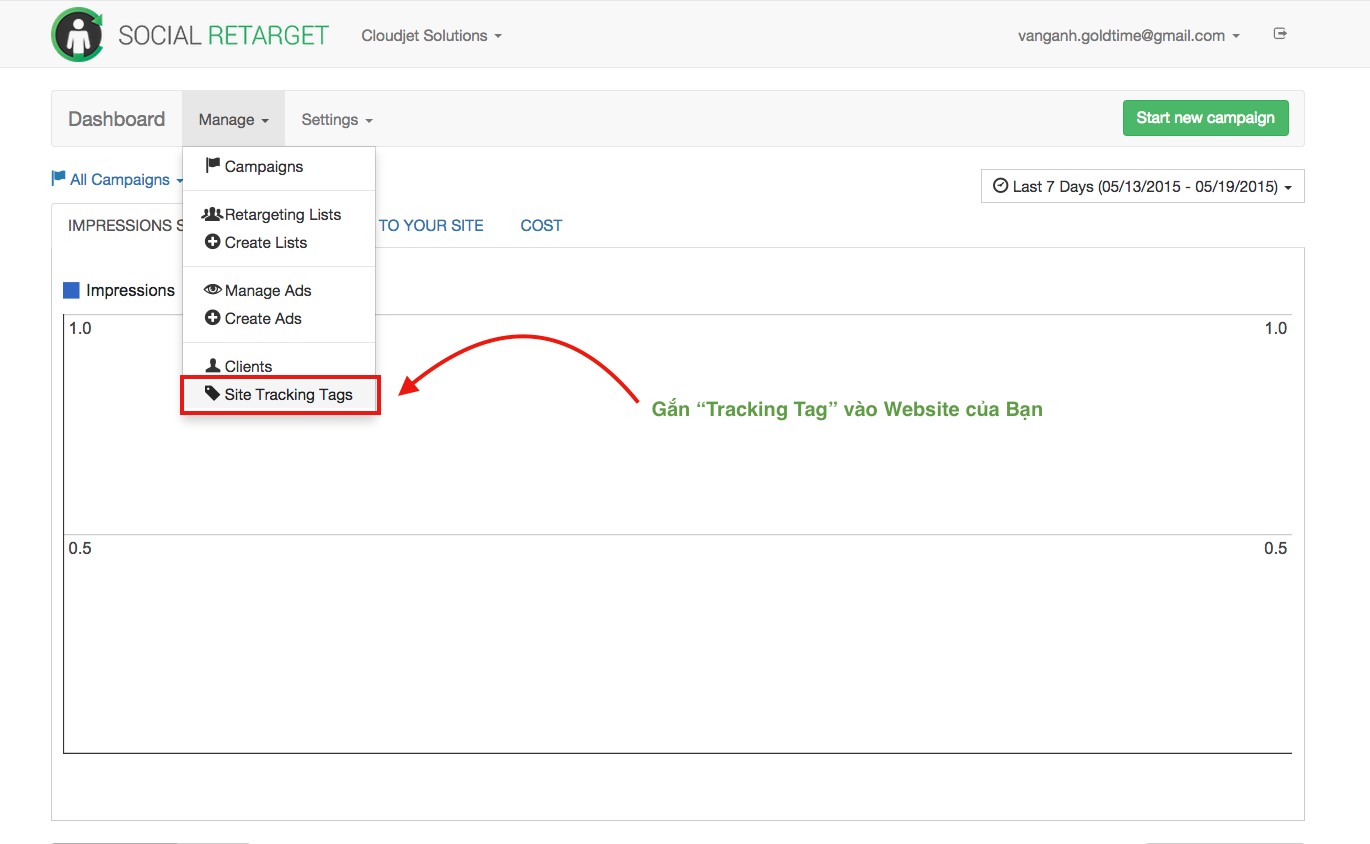 SOCIAL RETARGET
Cloudjet Solutions
vanganh.goldtime@gmail.com
Dashboard
Manage
Settings
Start new campaign
Campaigns
All Campaigns
Last 7 Days (05/13/2015 - 05/19/2015)
Retargeting Lists
IMPRESSIONS
TO YOUR SITE
COST
Create Lists
Impressions
Manage Ads
Create Ads
1.0
1.0
Clients
Site Tracking Tags
Gắn “Tracking Tag” vào Website của Bạn
0.5
0.5